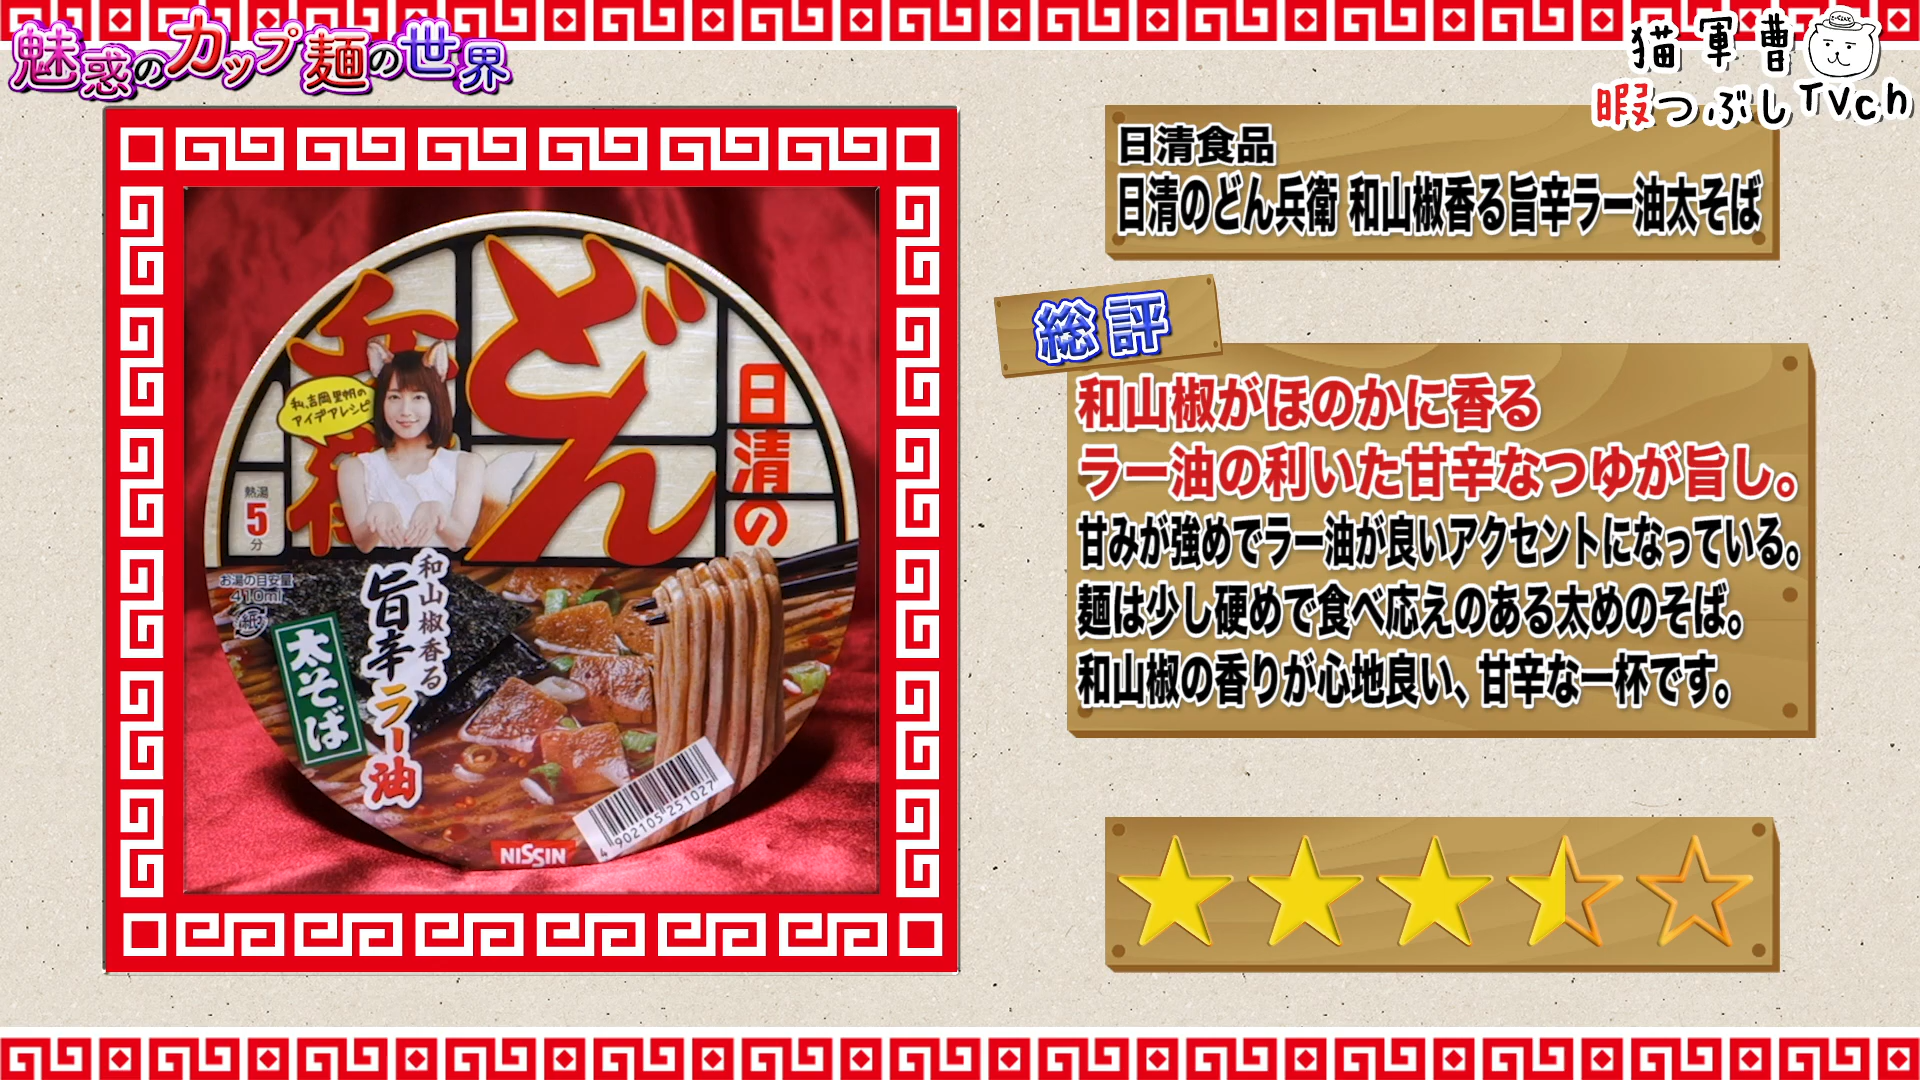 魅惑のカップ麺の世界
猫軍曹
暇つぶしTVch
日清食品
日清のどん兵衛 和山椒香る旨辛ラー油太そば
総評
和山椒がほのかに香る
ラー油の利いた甘辛なつゆが旨し。
甘みが強めでラー油が良いアクセントになっている。
麺は少し硬めで食べ応えのある太めのそば。
和山椒の香りが心地良い、甘辛な一杯です。
日清の
どん
兵衛
私、吉岡里帆の
アイデアレシピ
熱湯
5
分
お湯の目安量
410ml
紙
和山椒香る
旨辛ラー油
太そば
4 902105 251027
NISSIN